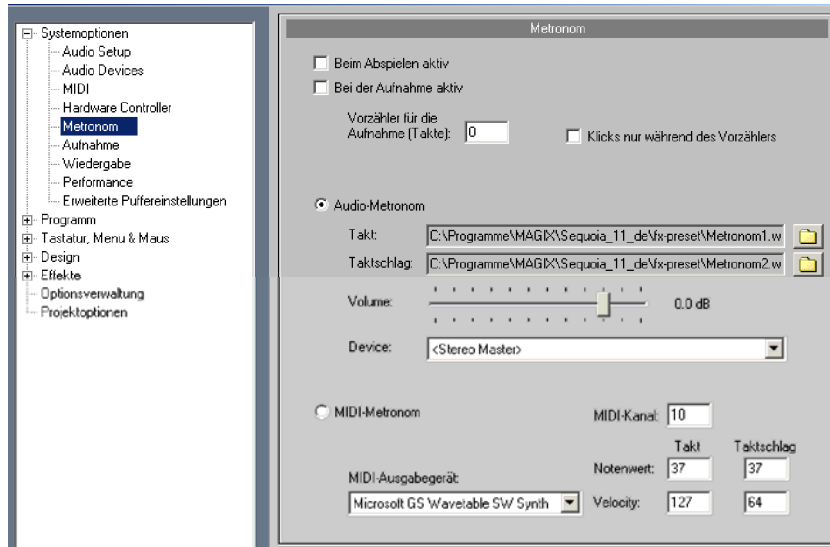 Systemoptionen
Audio Setup
Audio Devices
MIDI
Hardware Controller
Metronom
Aufnahme
Wiedergabe
Performance
Erweiterte Puffereinstellungen
Programm
Tastatur, Menu & Maus
Design
Effekte
Optionsverwaltung
Projektoptionen
Metronom
Beim Abspielen aktiv
Bei der Aufnahme aktiv
Vorzähler für die
Aufnahme (Takte): 0
Klicks nur während des Vorzählers
Audio-Metronom
Takt: C:\Programme\MAGIX\Sequoia_11_de\fx-preset\Metronom1.w
Taktschlag: C:\Programme\MAGIX\Sequoia_11_de\fx-preset\Metronom2.w
Volume: 0.0 dB
Device: <Stereo Master>
MIDI-Metronom MIDI-Kanal: 10
Takt Taktschlag
Notenwert: 37 37
MIDI-Ausgabegerät:
Microsoft GS Wavetable SW Synth Velocity: 127 64